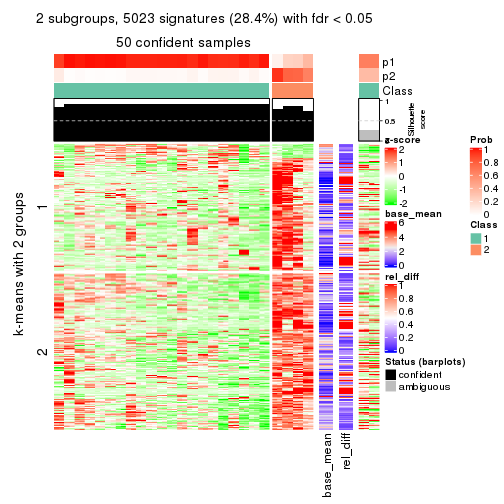 2 subgroups, 5023 signatures (28.4%) with fdr < 0.05
50 confident samples
p1
p2
Class
1
0.5
0
Silhouette
score
k-means with 2 groups
1
2
z-score
2
1
0
-1
-2
base_mean
6
4
2
0
rel_diff
1
0.8
0.6
0.4
0.2
0
Status (barplots)
confident
ambiguous
Prob
1
0.8
0.6
0.4
0.2
0
Class
1
2
base_mean
rel_diff